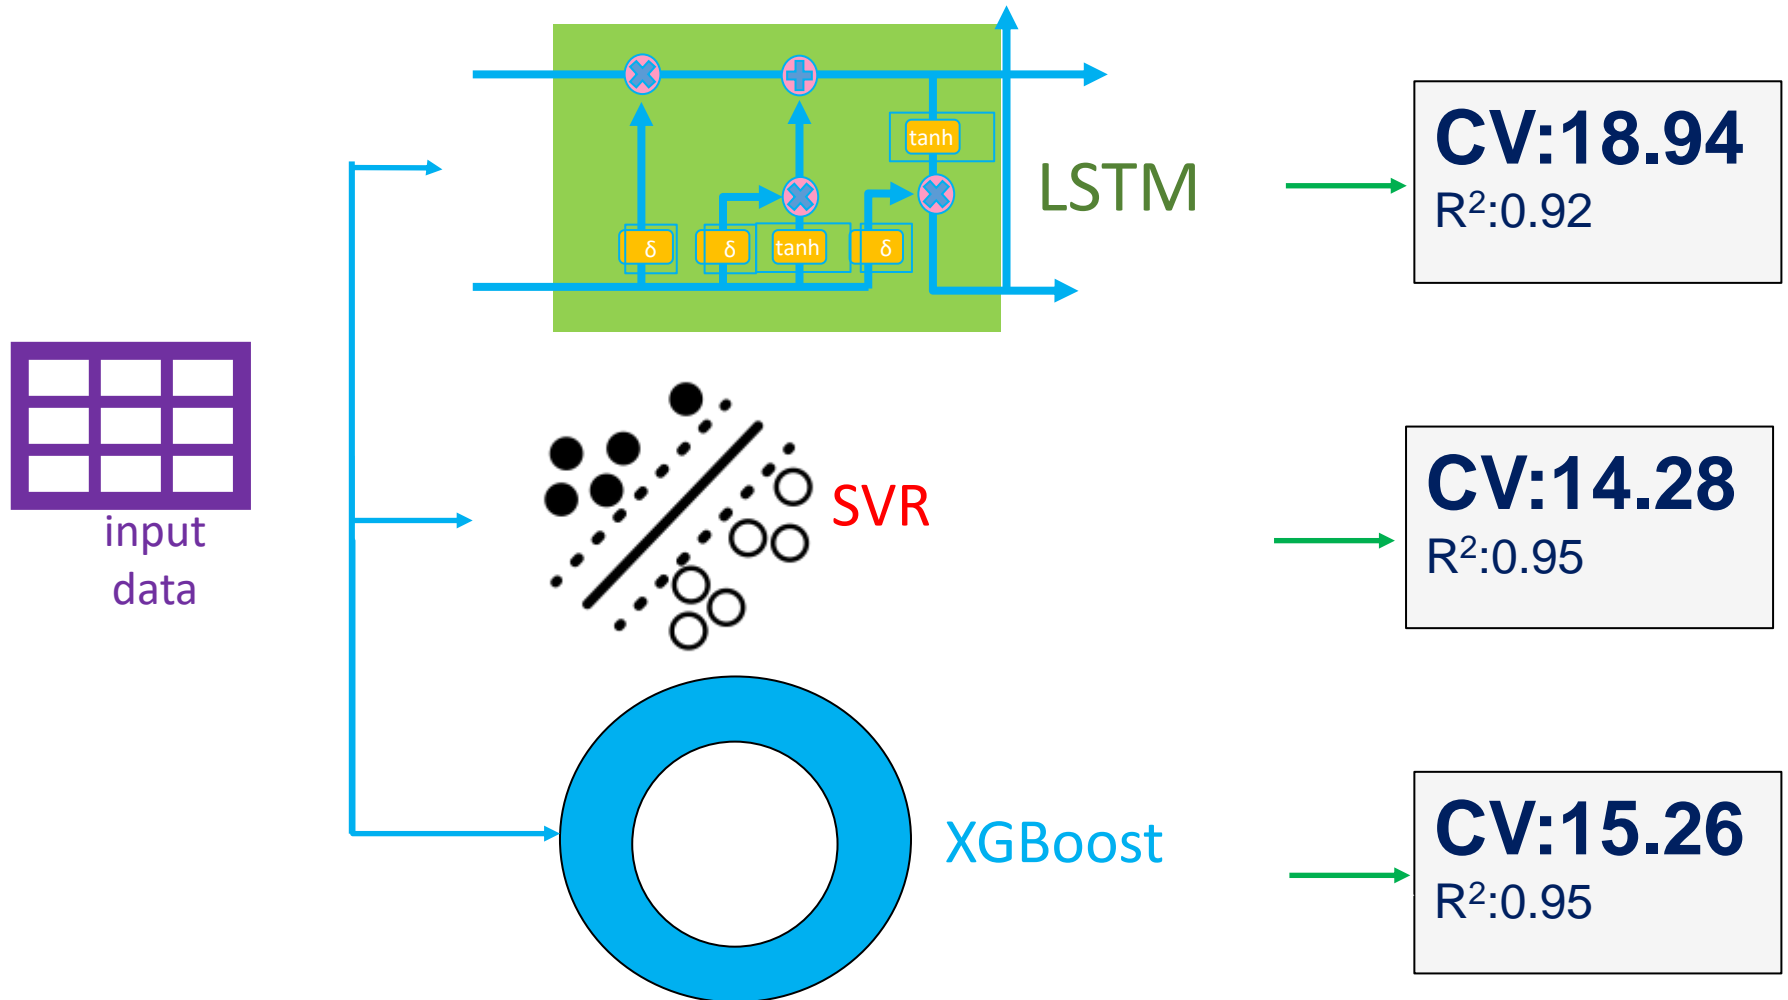 tanh
δ
δ
tanh
δ
LSTM
CV:18.94
R²:0.92
input
data
SVR
CV:14.28
R²:0.95
XGBoost
CV:15.26
R²:0.95